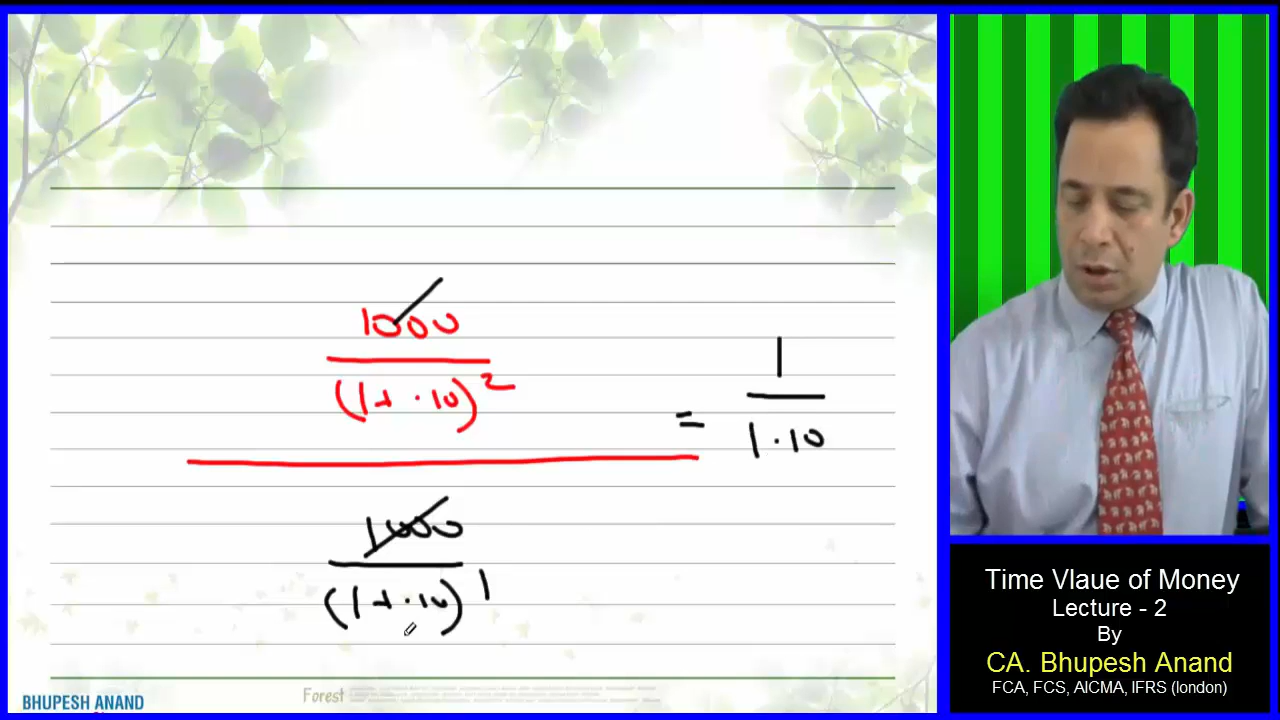 1000
(1+.10)2
1000
(1+.10)1
= 1
1.10
Time Vlaue of Money
Lecture - 2
By
CA. Bhupesh Anand
FCA, FCS, AICMA, IFRS (london)
BHUPESH ANAND
Forest